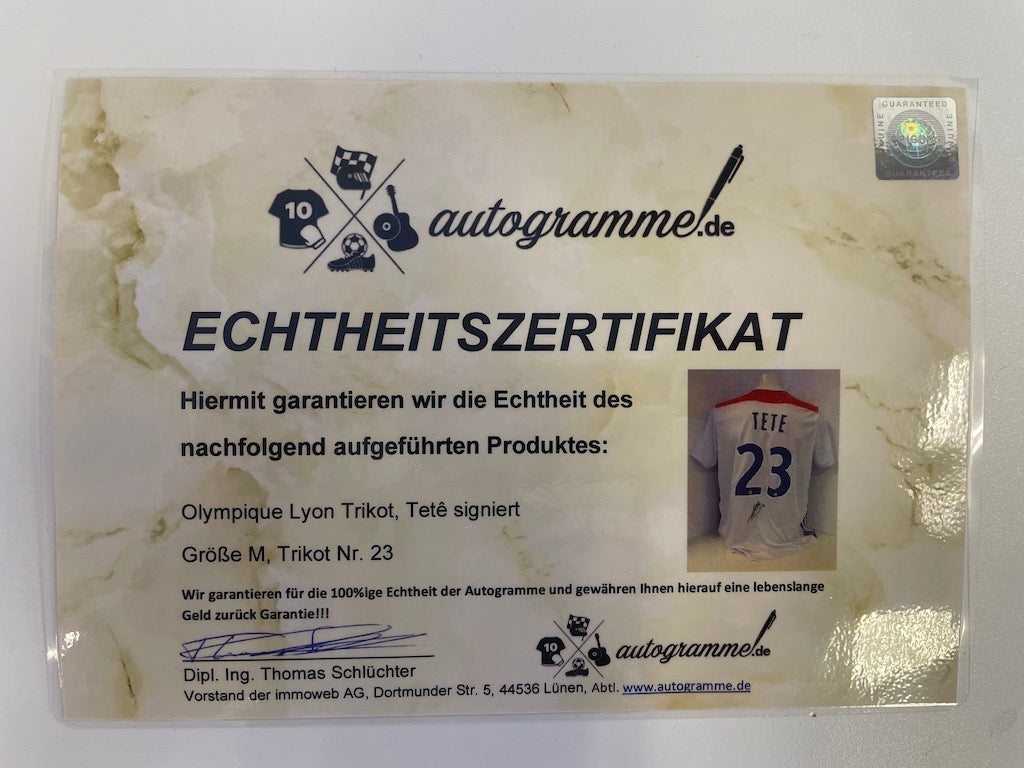 GUARANTEED
GUARANTEED
10
autogramme.de
ECHTHEITSZERTIFIKAT
Hiermit garantieren wir die Echtheit des
nachfolgend aufgeführten Produktes:
TETE
23
Olympique Lyon Trikot, Tetê signiert
Größe M, Trikot Nr. 23
Wir garantieren für die 100%ige Echtheit der Autogramme und gewähren Ihnen hierauf eine lebenslange
Geld zurück Garantie!!!
10
autogramme.de
Dipl. Ing. Thomas Schlüchter
Vorstand der immoweb AG, Dortmunder Str. 5, 44536 Lünen, Abtl. www.autogramme.de